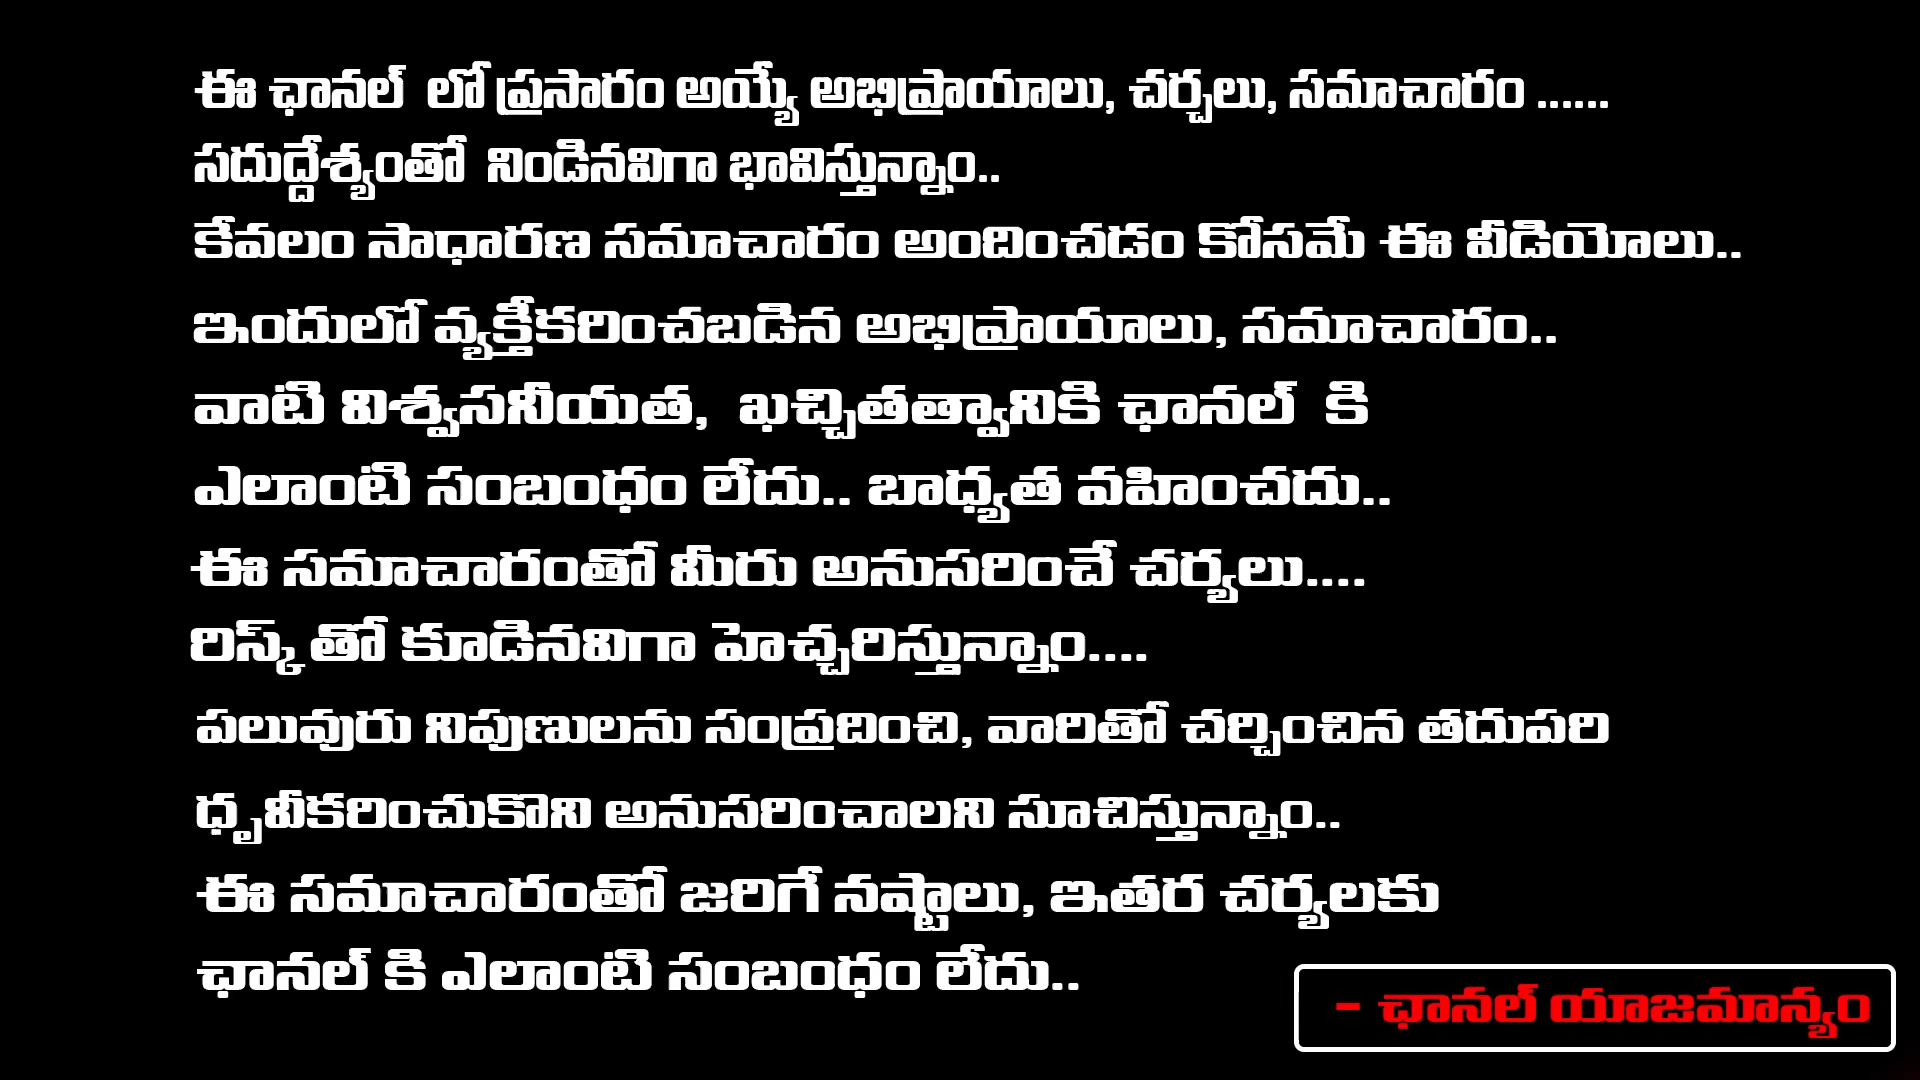 ఈ ఛానల్ లో ప్రసారం అయ్యే అభిప్రాయాలు, చర్చలు, సమాచారం ......
సదుద్దేశ్యంతో నిండినవిగా భావిస్తున్నాం..
కేవలం సాధారణ సమాచారం అందించడం కోసమే ఈ వీడియోలు..
ఇందులో వ్యక్తీకరించబడిన అభిప్రాయాలు, సమాచారం..
వాటి విశ్వసనీయత, ఖచ్చితత్వానికి ఛానల్ కి
ఎలాంటి సంబంధం లేదు.. బాధ్యత వహించదు..
ఈ సమాచారంతో మీరు అనుసరించే చర్యలు....
రిస్క్ తో కూడినవిగా హెచ్చరిస్తున్నాం....
పలువురు నిపుణులను సంప్రదించి, వారితో చర్చించిన తదుపరి
ధృవీకరించుకొని అనుసరించాలని సూచిస్తున్నాం..
ఈ సమాచారంతో జరిగే నష్టాలు, ఇతర చర్యలకు
ఛానల్ కి ఎలాంటి సంబంధం లేదు..
- ఛానల్ యాజమాన్యం